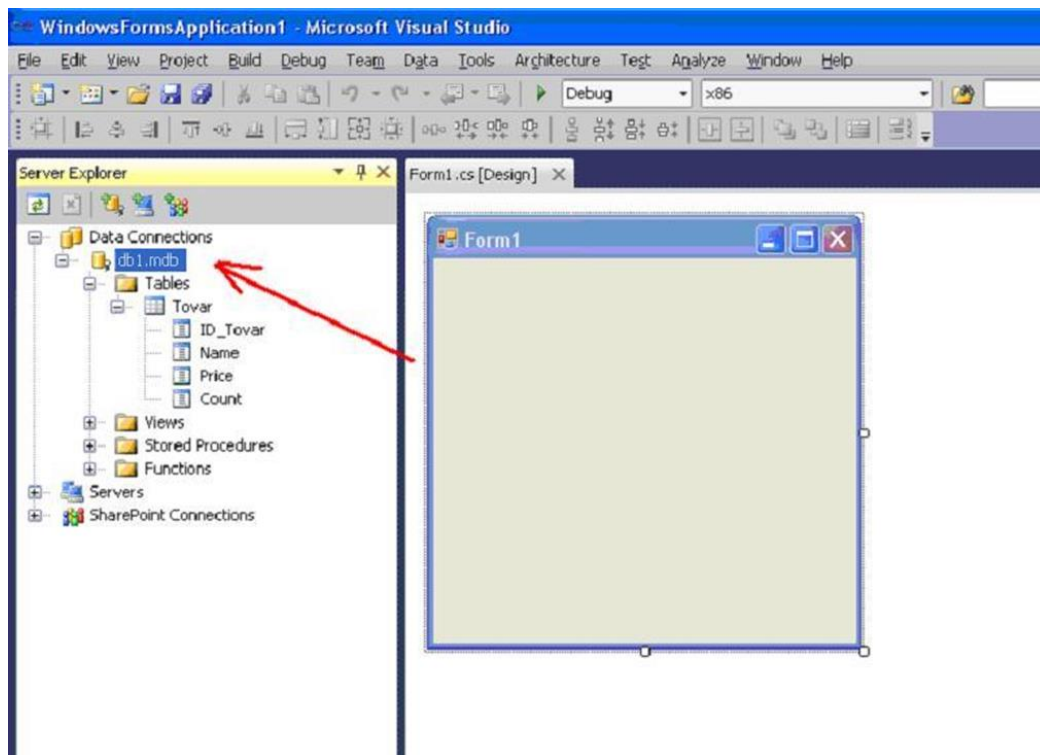 WindowsFormsApplication1 - Microsoft Visual Studio
File Edit View Project Build Debug Team Data Tools Architecture Test Analyze Window Help
Debug x86
Server Explorer
Form1.cs [Design]
Data Connections
Form1
db1.mdb
Tables
Tovar
ID_Tovar
Name
Price
Count
Views
Stored Procedures
Functions
Servers
SharePoint Connections